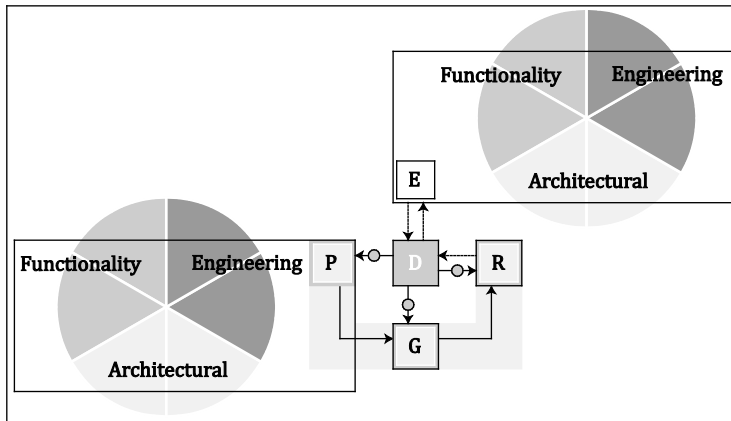 Functionality Engineering
Architectural
E
Functionality Engineering P D R
Architectural G